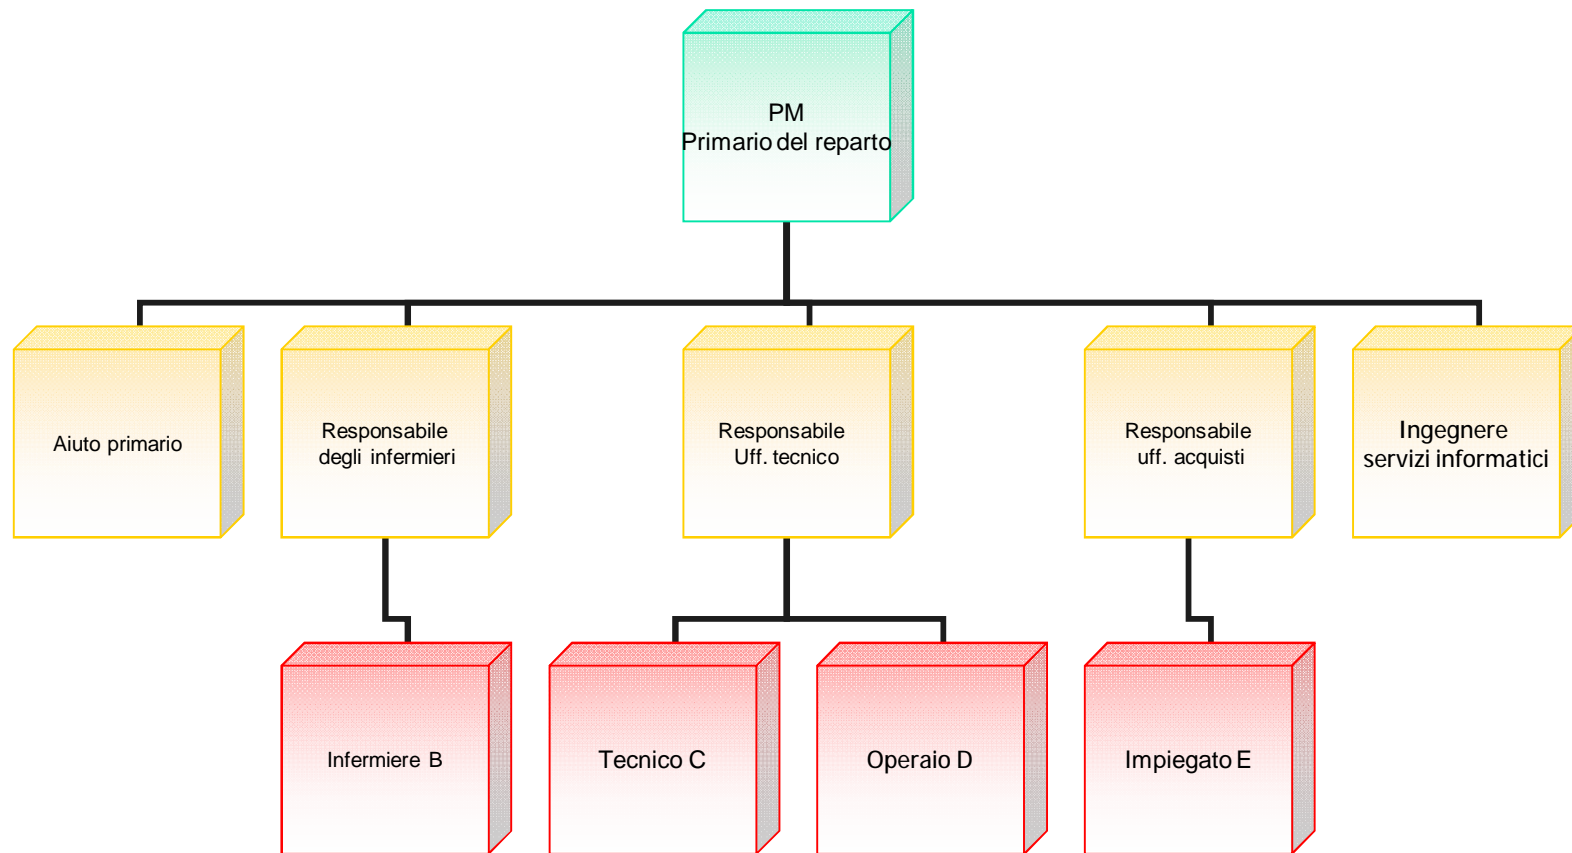 PM
Primario del reparto
Aiuto primario
Responsabile
degli infermieri
Responsabile
Uff. tecnico
Responsabile
uff. acquisti
Ingegnere
servizi informatici
Infermiere B
Tecnico C
Operaio D
Impiegato E